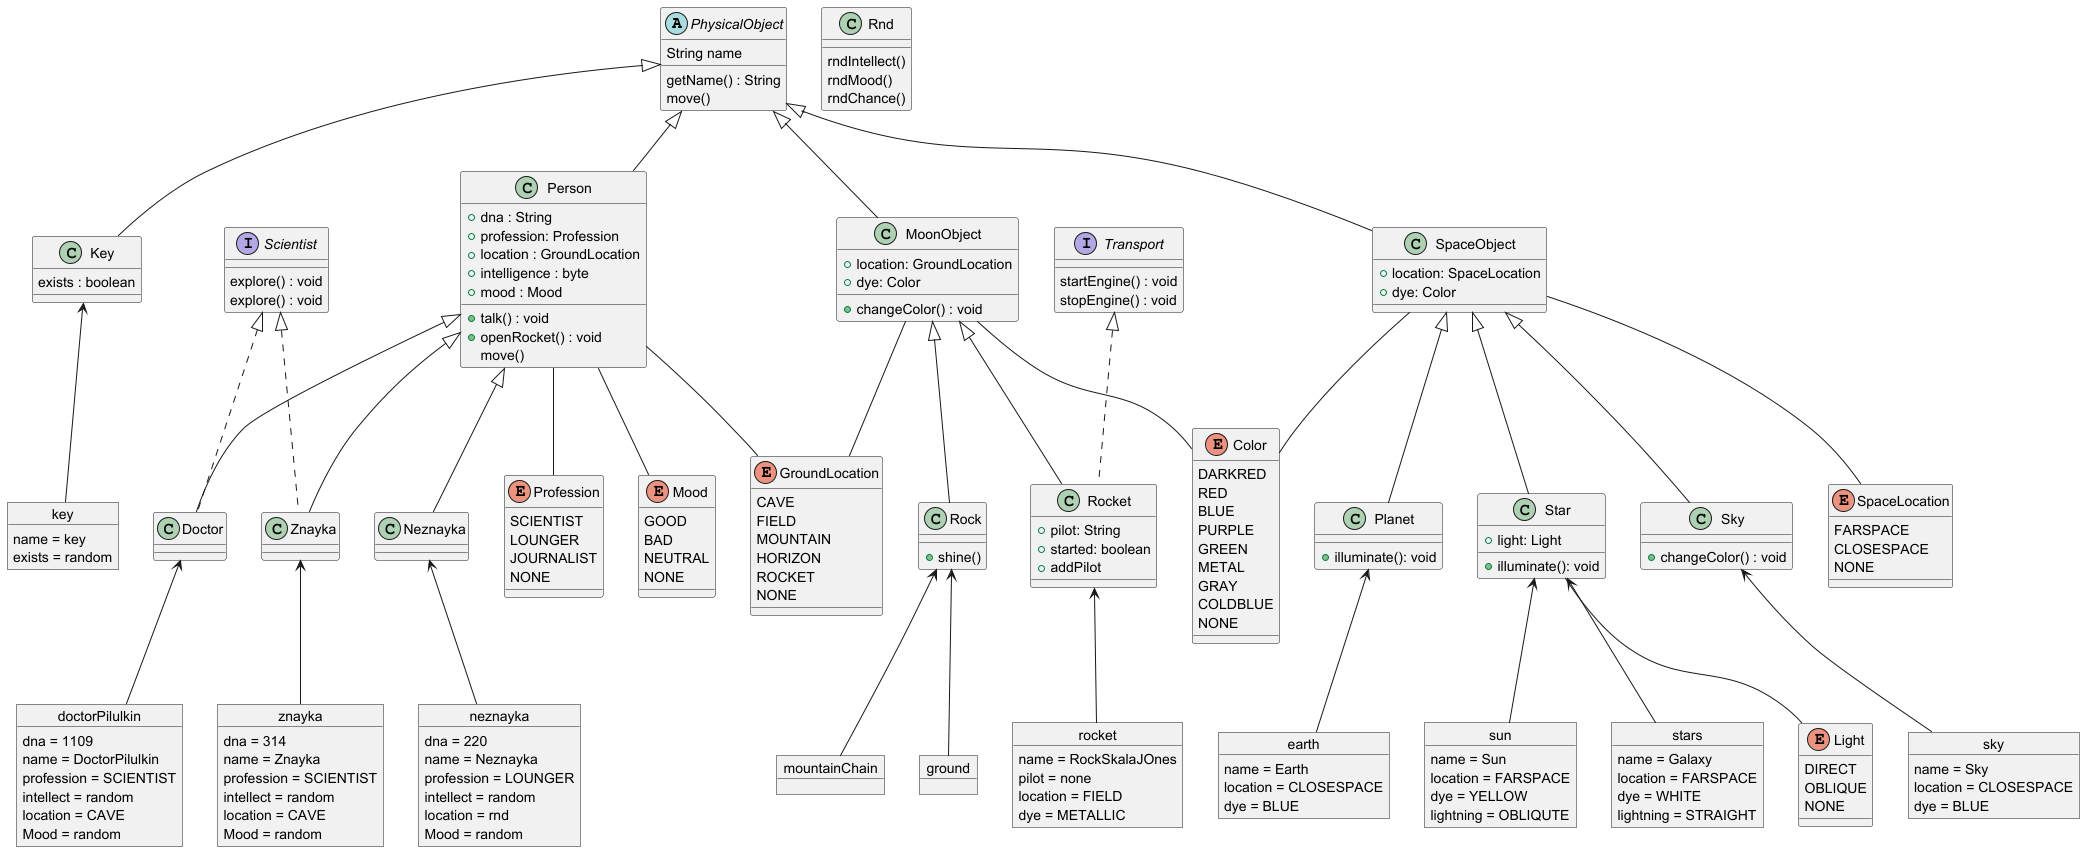 A PhysicalObject
String name
getName() : String
move()
C Rnd
rndIntellect()
rndMood()
rndChance()
C Key
exists : boolean
I Scientist
explore() : void
explore() : void
C Person
dna : String
profession: Profession
location : GroundLocation
intelligence : byte
mood : Mood
talk() : void
openRocket() : void
move()
C MoonObject
location: GroundLocation
dye: Color
changeColor() : void
I Transport
startEngine() : void
stopEngine() : void
C SpaceObject
location: SpaceLocation
dye: Color
key
name = key
exists = random
C Doctor
C Znayka
C Neznayka
E Profession
SCIENTIST
LOUNGER
JOURNALIST
NONE
E Mood
GOOD
BAD
NEUTRAL
NONE
E GroundLocation
CAVE
FIELD
MOUNTAIN
HORIZON
ROCKET
NONE
C Rock
shine()
C Rocket
pilot: String
started: boolean
addPilot
E Color
DARKRED
RED
BLUE
PURPLE
GREEN
METAL
GRAY
COLDBLUE
NONE
C Planet
illuminate(): void
C Star
light: Light
illuminate(): void
C Sky
changeColor() : void
E SpaceLocation
FARSPACE
CLOSESPACE
NONE
doctorPilulkin
dna = 1109
name = DoctorPilulkin
profession = SCIENTIST
intellect = random
location = CAVE
Mood = random
znayka
dna = 314
name = Znayka
profession = SCIENTIST
intellect = random
location = CAVE
Mood = random
neznayka
dna = 220
name = Neznayka
profession = LOUNGER
intellect = random
location = rnd
Mood = random
mountainChain
ground
rocket
name = RockSkalaJOnes
pilot = none
location = FIELD
dye = METALLIC
earth
name = Earth
location = CLOSESPACE
dye = BLUE
sun
name = Sun
location = FARSPACE
dye = YELLOW
lightning = OBLIQUTE
stars
name = Galaxy
location = FARSPACE
dye = WHITE
lightning = STRAIGHT
E Light
DIRECT
OBLIQUE
NONE
sky
name = Sky
location = CLOSESPACE
dye = BLUE